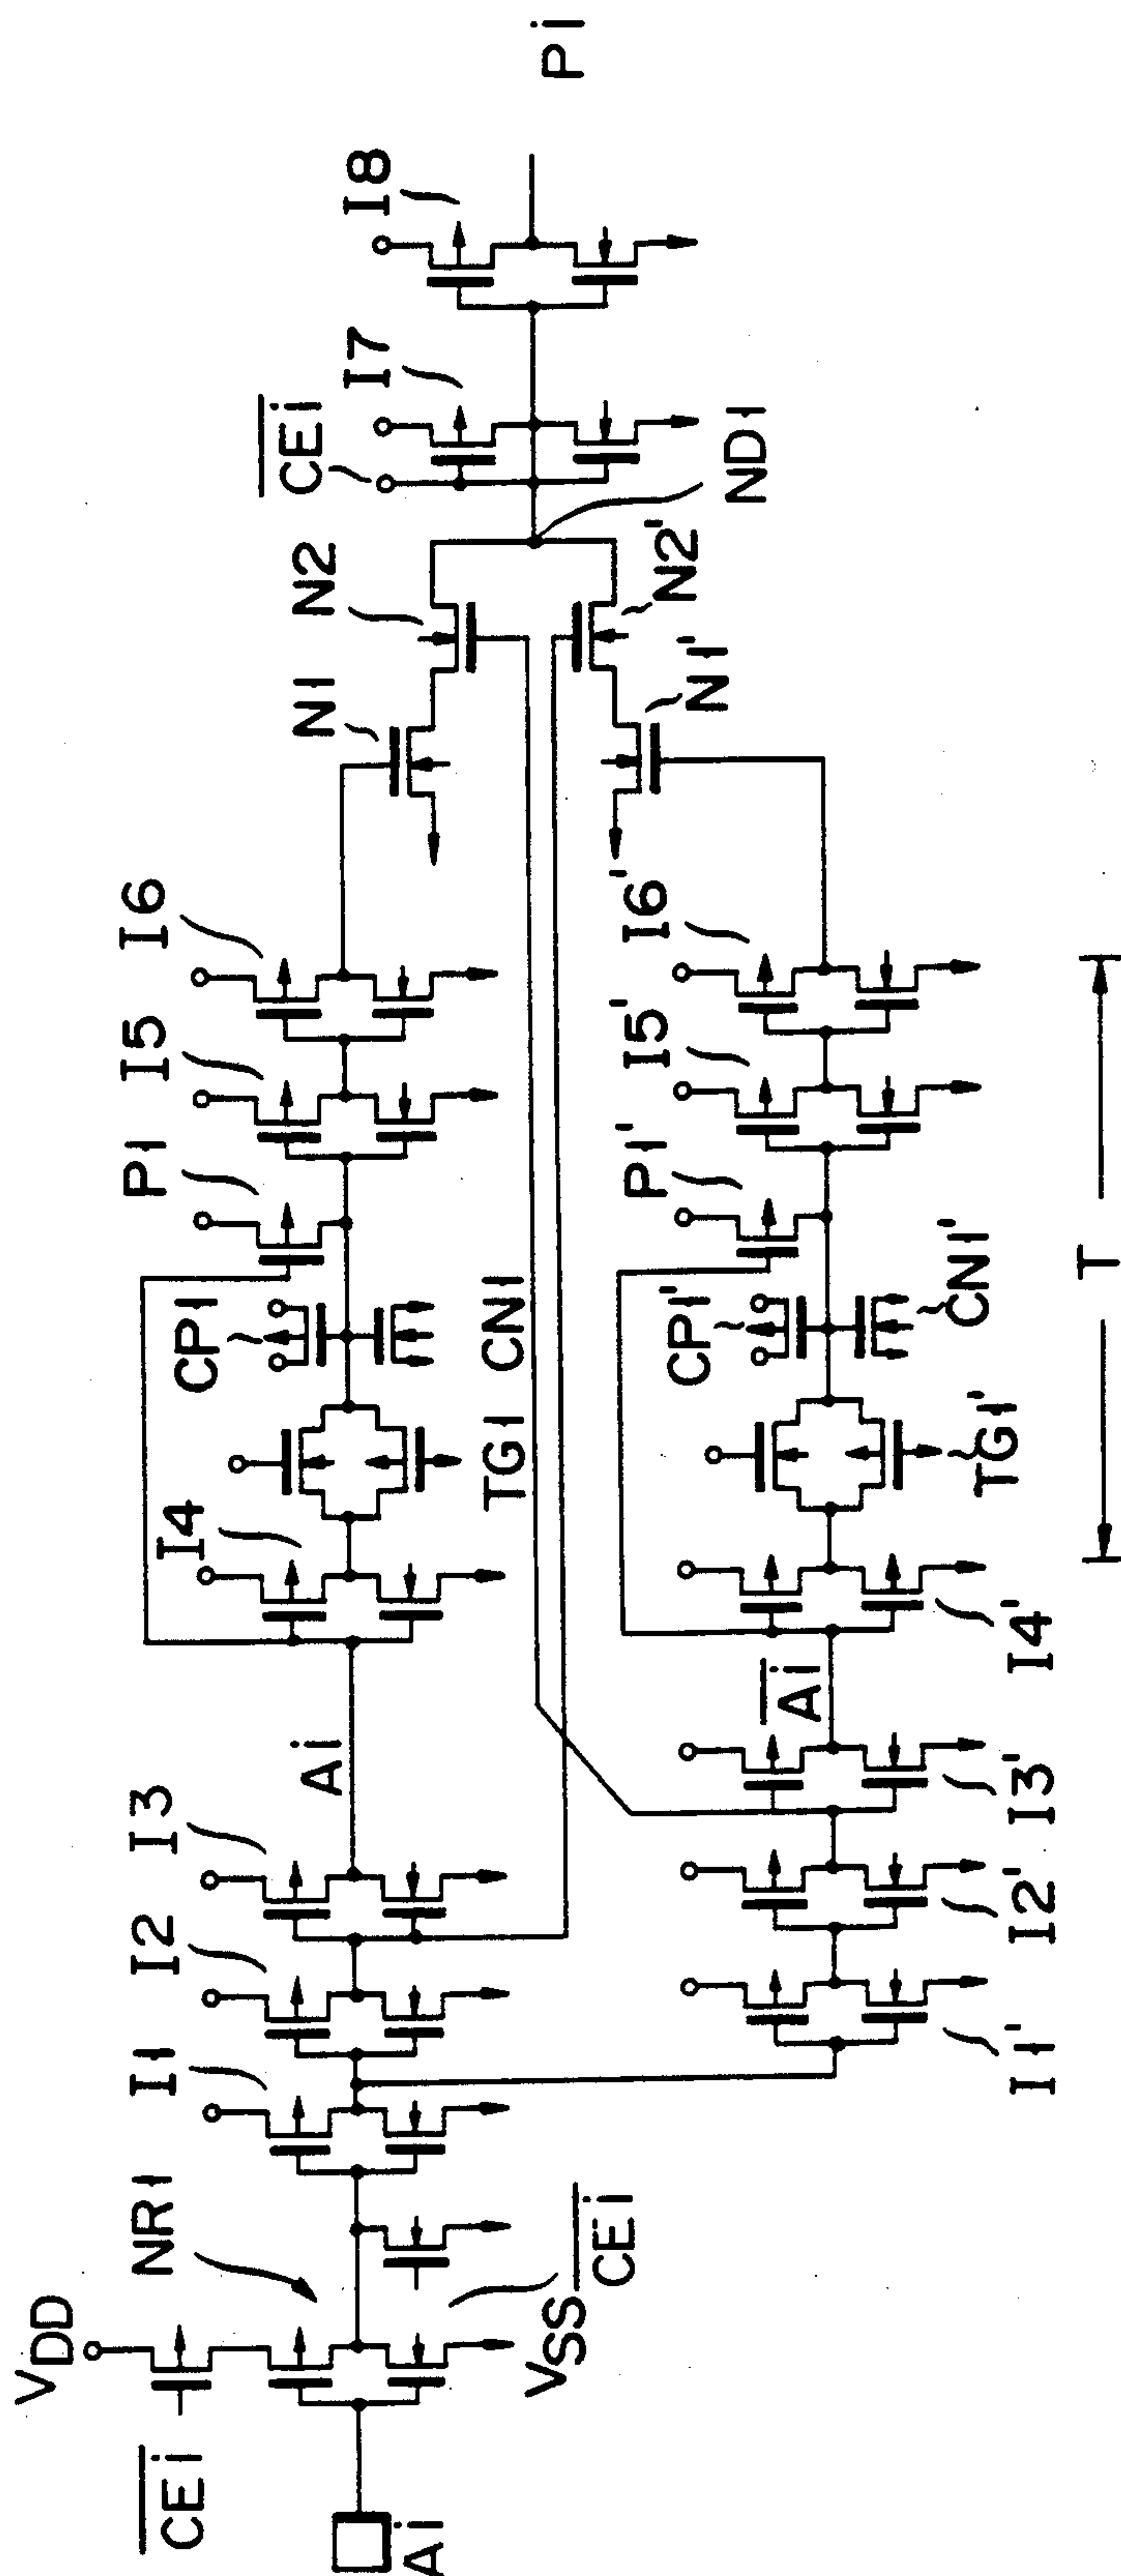 Pi
I8
I7
CEi
ND1
N2
N2'
N1
N1'
I6
I6'
I5
I5'
P1
P1'
CP1
CN1
CP1'
CN1'
T
TG1
TG1'
I4
I4'
Ai
Ai
I3
I3'
I2
I2'
I1
I1'
NR1
CEi
VDD
VSS
CEi
Ai